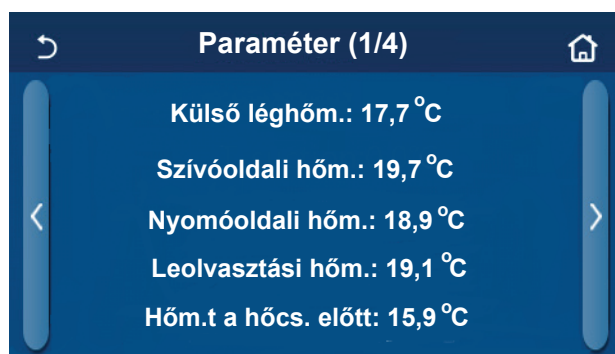 Paraméter (1/4)
Külső léghőm.: 17,7 °C
Szívóoldali hőm.: 19,7 °C
Nyomóoldali hőm.: 18,9 °C
Leolvasztási hőm.: 19,1 °C
Hőm.t a hőcs. előtt: 15,9 °C